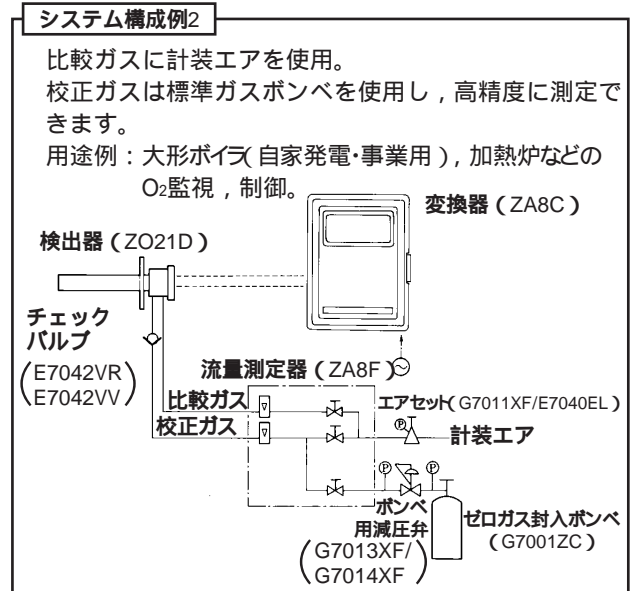 システム構成例2
比較ガスに計装エアを使用。
校正ガスは標準ガスボンベを使用し，高精度に測定で
きます。
用途例：大形ボイラ(自家発電・事業用)，加熱炉などの
O₂監視，制御。
変換器（ZA8C）
検出器（ZO21D）
チェック
バルブ
(E7042VR
E7042VV)
流量測定器（ZA8F）
比較ガス
校正ガス
エアセット(G7011XF/E7040EL)
P
計装エア
P
P
ボンベ
用減圧弁
(G7013XF/
G7014XF)
ゼロガス封入ボンベ
（G7001ZC）